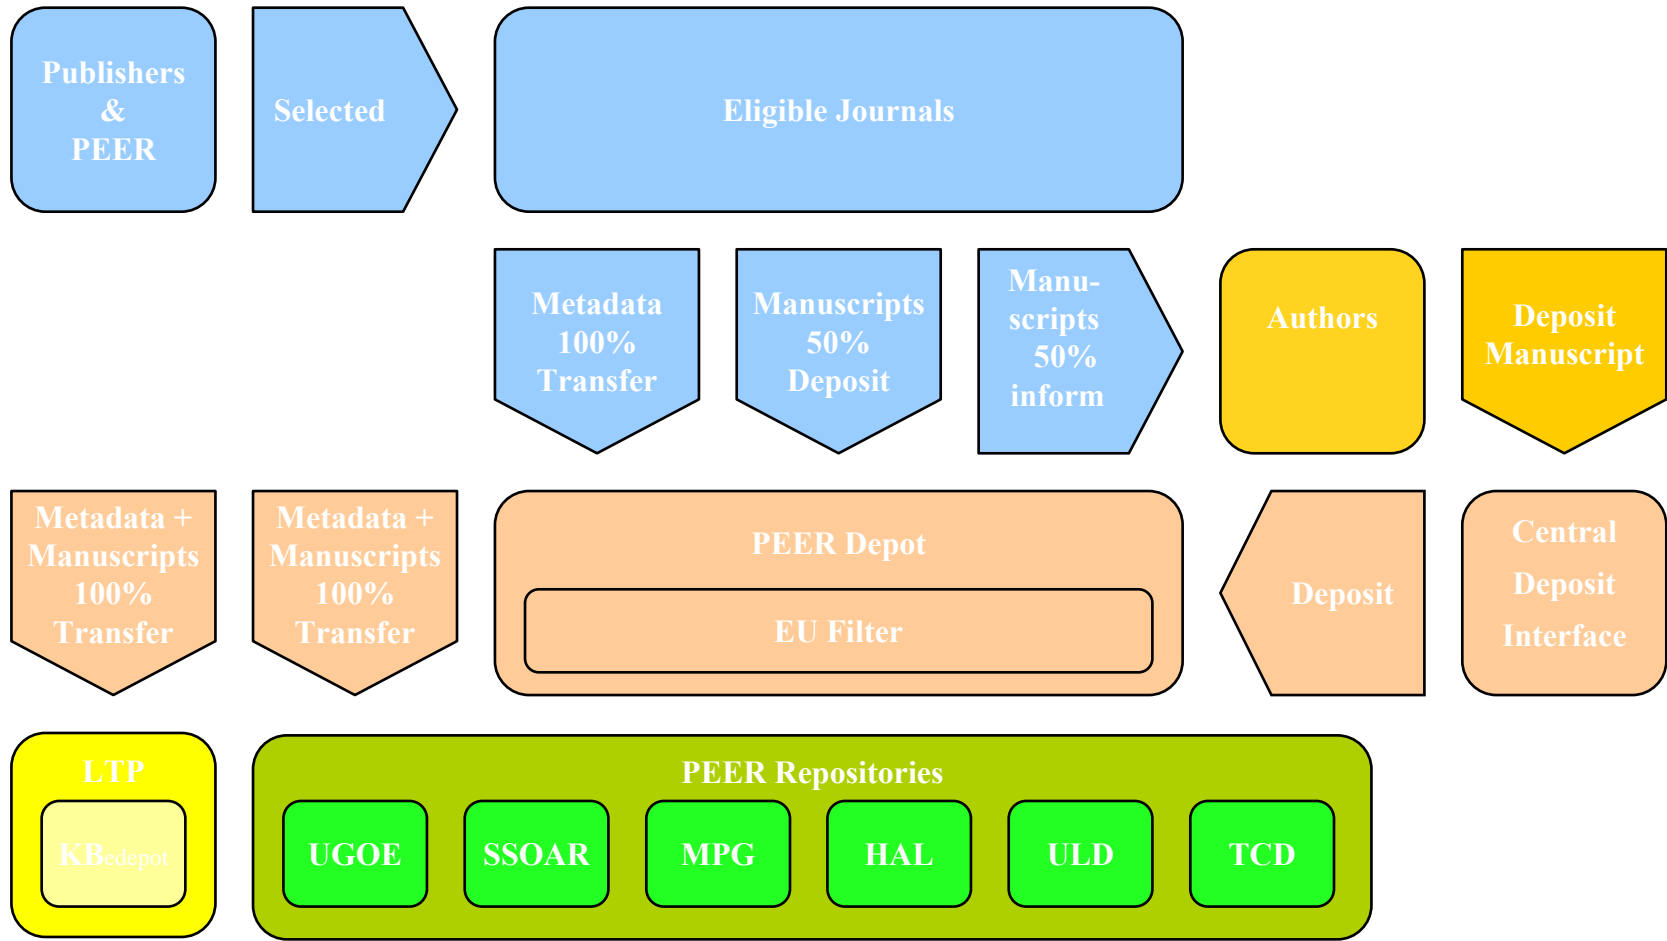 Publishers
&
PEER
Selected
Eligible Journals
Metadata
100%
Transfer
Manuscripts
50%
Deposit
Manu-
scripts
50%
inform
Authors
Deposit
Manuscript
Metadata +
Manuscripts
100%
Transfer
Metadata +
Manuscripts
100%
Transfer
PEER Depot
EU Filter
Deposit
Central
Deposit
Interface
LTP
KBedepot
PEER Repositories
UGOE
SSOAR
MPG
HAL
ULD
TCD